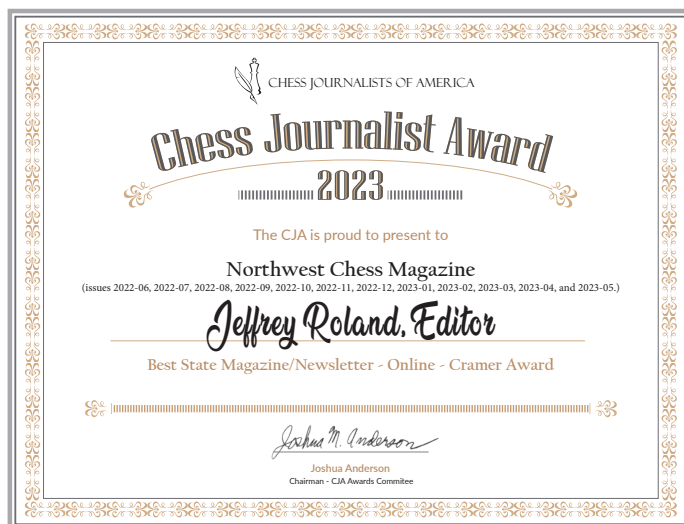 CHESS JOURNALISTS OF AMERICA
Chess Journalist Award
2023
The CJA is proud to present to
Northwest Chess Magazine
(issues 2022-06, 2022-07, 2022-08, 2022-09, 2022-10, 2022-11, 2022-12, 2023-01, 2023-02, 2023-03, 2023-04, and 2023-05.)
Jeffrey Roland, Editor
Best State Magazine/Newsletter - Online - Cramer Award
Joshua M. Anderson
Joshua Anderson
Chairman - CJA Awards Commitee